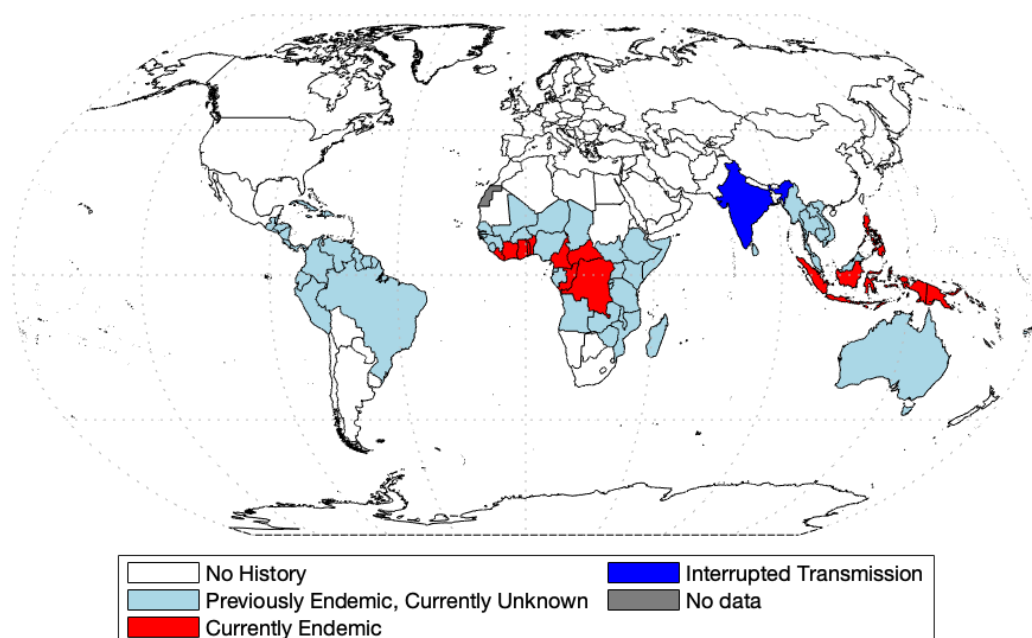 No History
Interrupted Transmission
Previously Endemic, Currently Unknown
No data
Currently Endemic